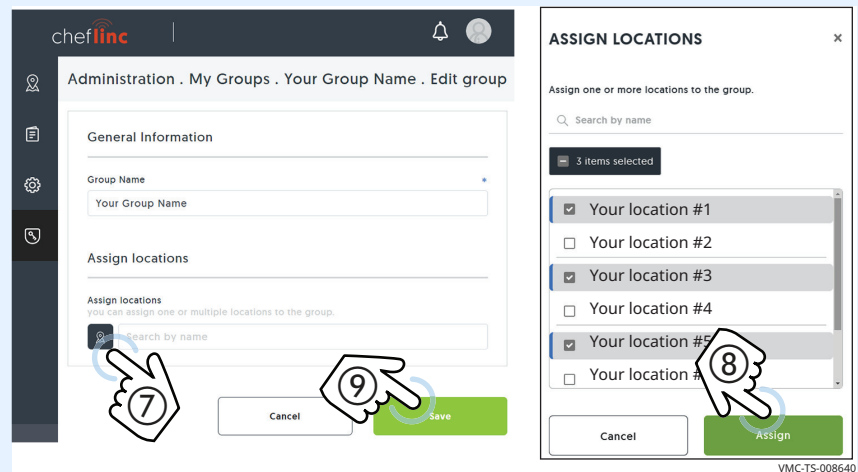 cheflinc
Administration . My Groups . Your Group Name . Edit group
General Information
Group Name *
Your Group Name
Assign locations
Assign locations
you can assign one or multiple locations to the group.
Search by name
7
9
Cancel
Save
ASSIGN LOCATIONS ×
Assign one or more locations to the group.
Search by name
3 items selected
Your location #1
Your location #2
Your location #3
Your location #4
Your location #5
Your location #
8
Cancel
Assign
VMC-TS-008640